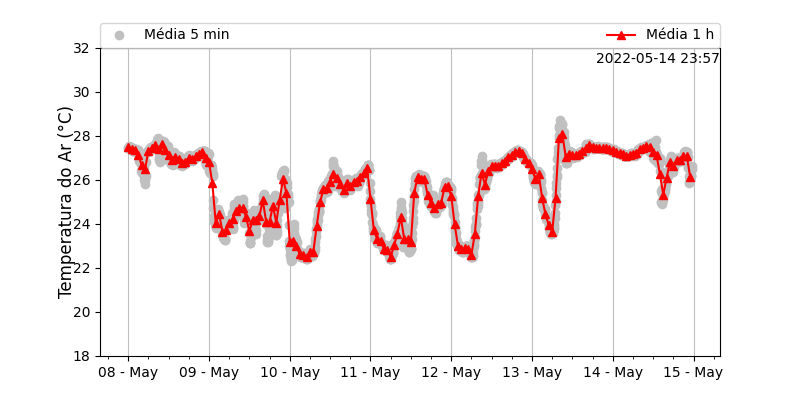 Média 5 min
Média 1 h
2022-05-14 23:57
Temperatura do Ar (°C)
32
30
28
26
24
22
20
18
08 - May
09 - May
10 - May
11 - May
12 - May
13 - May
14 - May
15 - May